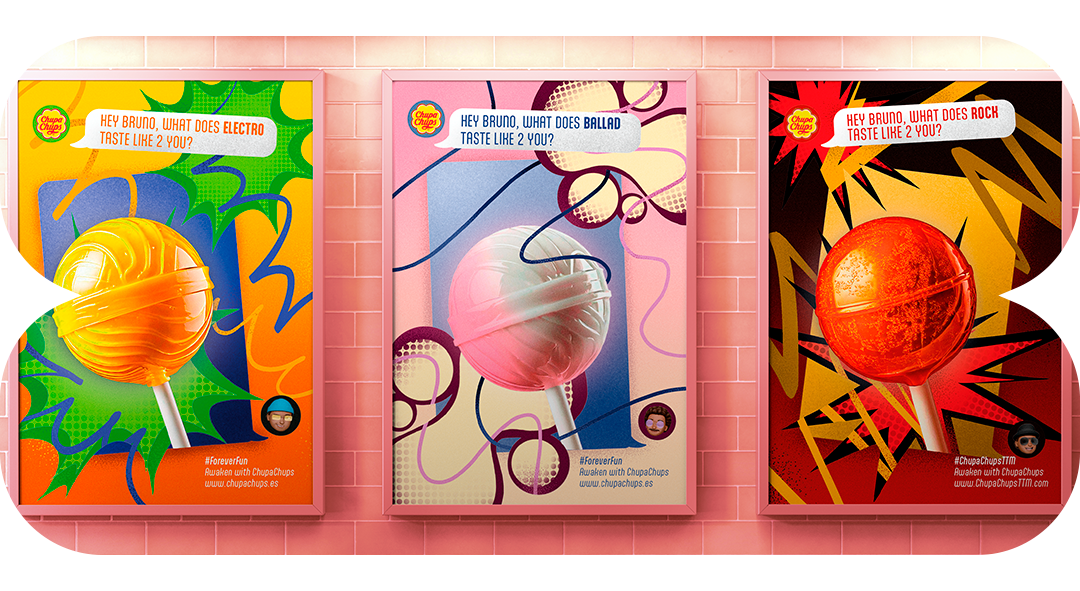 Chupa
Chups
HEY BRUNO, WHAT DOES ELECTRO
TASTE LIKE 2 YOU?
#ForeverFun
Awaken with ChupaChups
www.chupachups.es
Chupa
Chups
HEY BRUNO, WHAT DOES BALLAD
TASTE LIKE 2 YOU?
#ForeverFun
Awaken with ChupaChups
www.chupachups.es
Chupa
Chups
HEY BRUNO, WHAT DOES ROCK
TASTE LIKE 2 YOU?
#ChupaChupsTTM
Awaken with Chupa Chups
www.ChupaChupsTTM.com